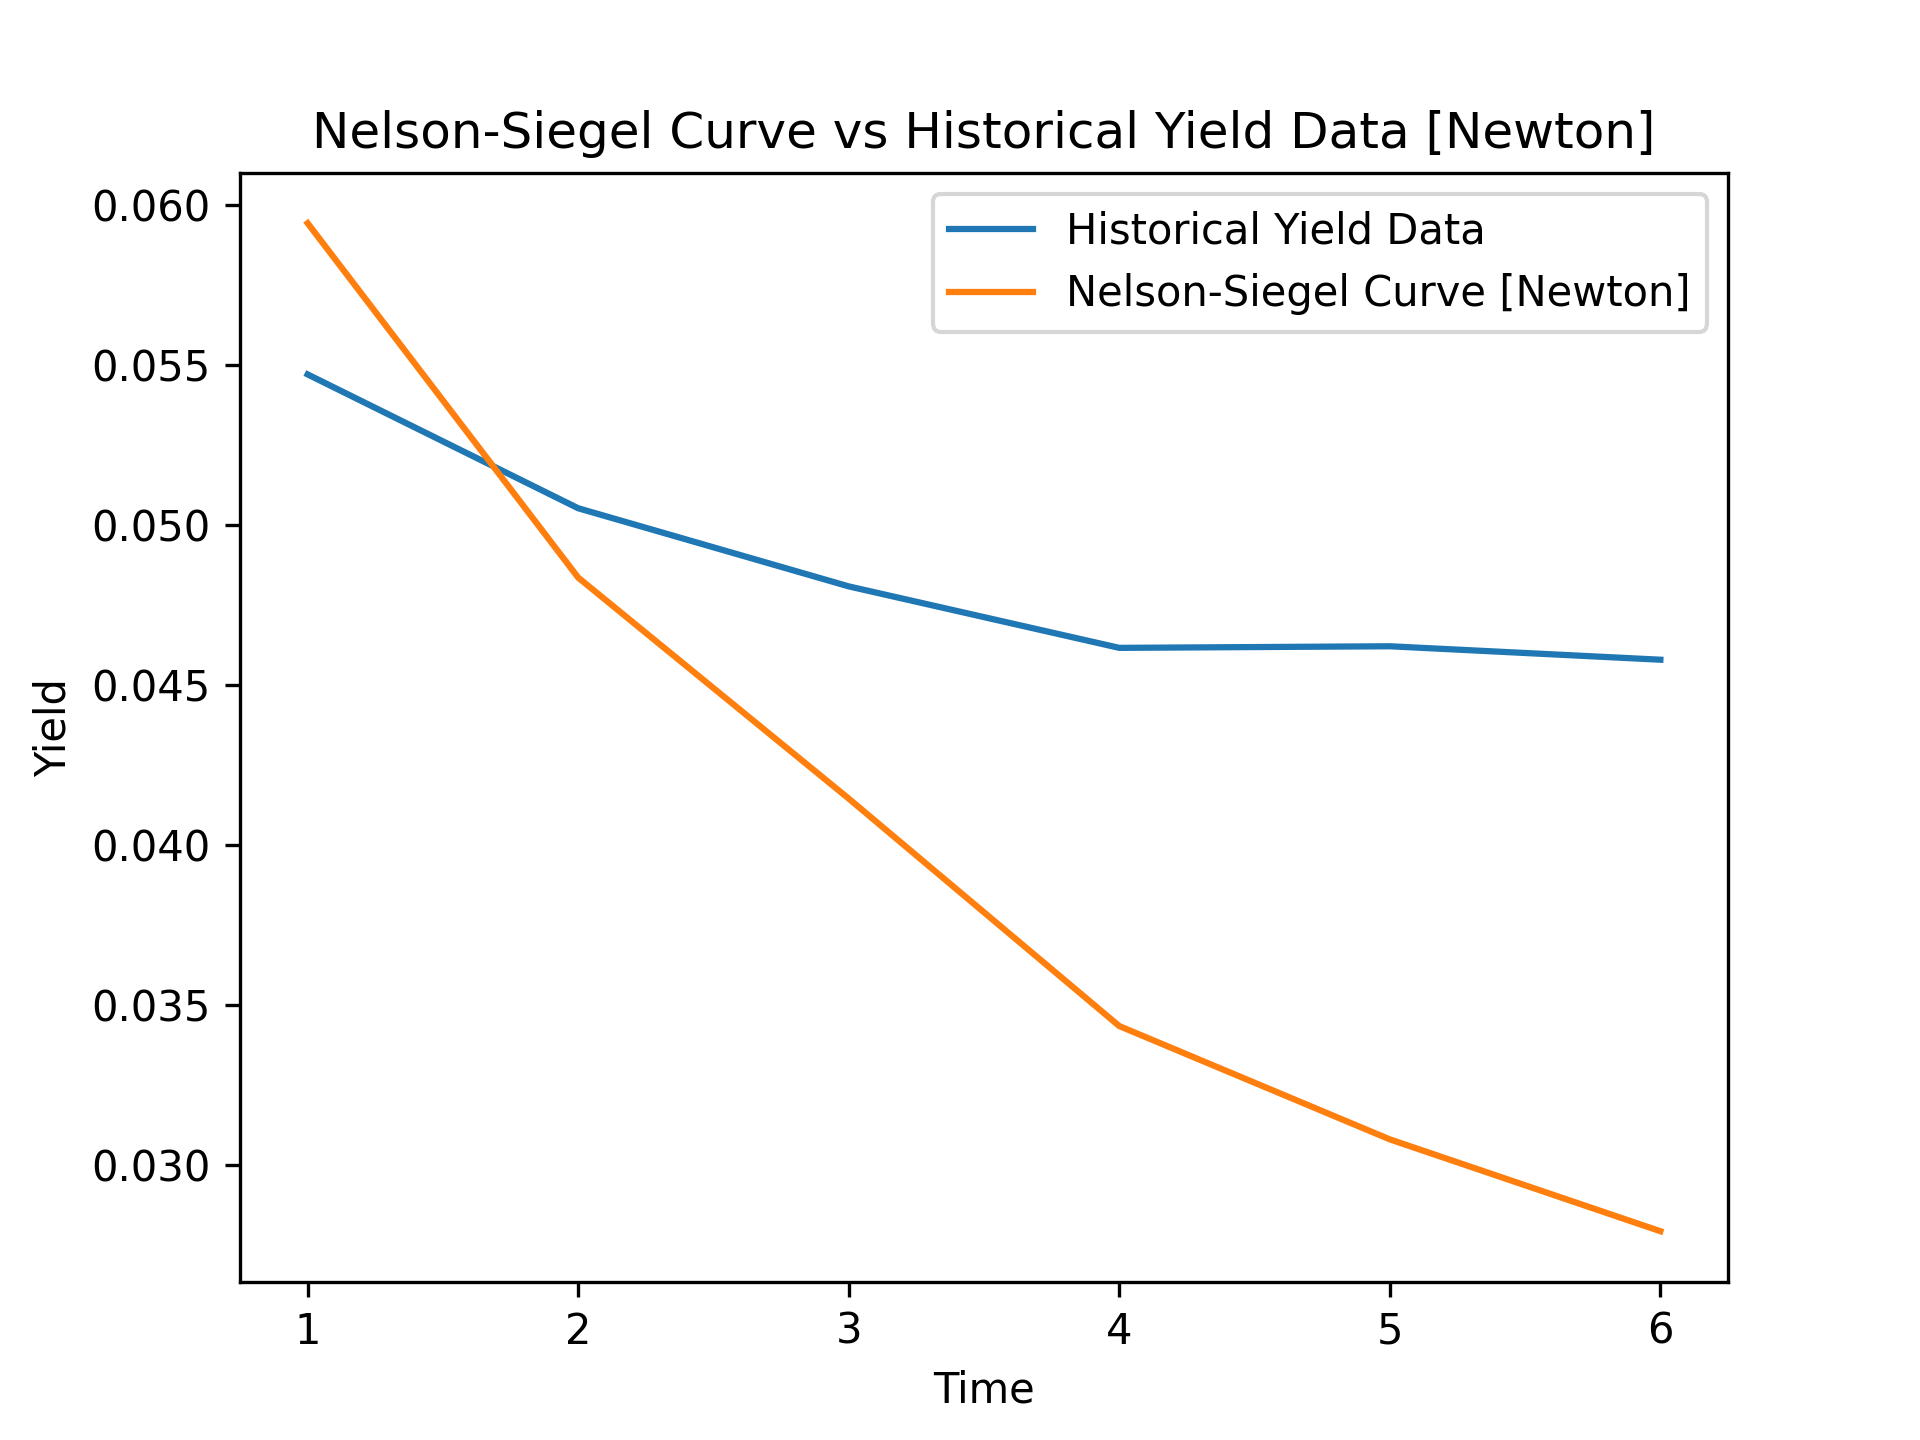 Nelson-Siegel Curve vs Historical Yield Data [Newton]
Historical Yield Data
Nelson-Siegel Curve [Newton]
Yield
0.060
0.055
0.050
0.045
0.040
0.035
0.030
1 2 3 4 5 6
Time